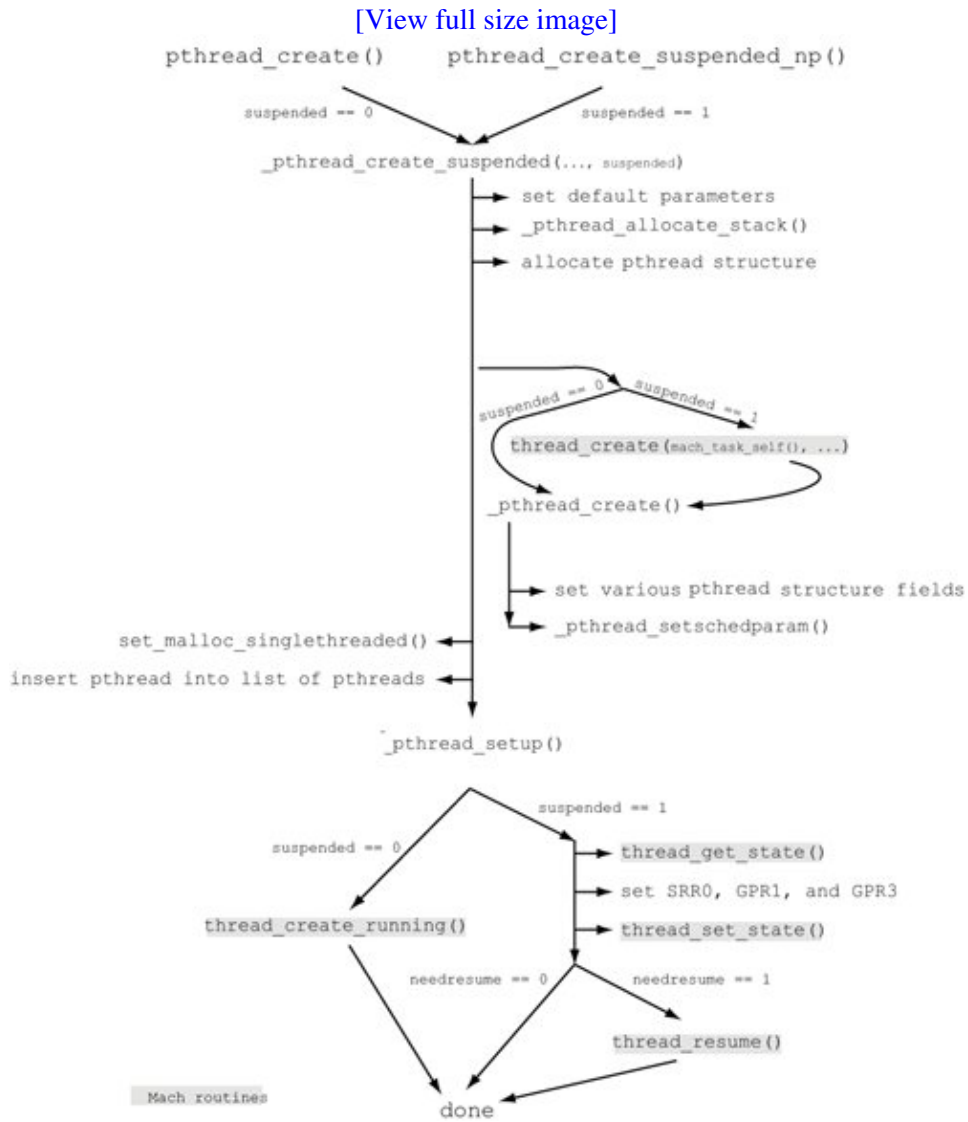 [View full size image]
pthread_create() pthread_create_suspended_np()
suspended == 0 suspended == 1
_pthread_create_suspended(..., suspended)
set default parameters
_pthread_allocate_stack()
allocate pthread structure
suspended == 0 suspended == 1
thread_create(mach_task_self(), ...)
_pthread_create()
set various pthread structure fields
_pthread_setschedparam()
set_malloc_singlethreaded()
insert pthread into list of pthreads
_pthread_setup()
suspended == 1
suspended == 0
thread_get_state()
set SRR0, GPR1, and GPR3
thread_create_running()
thread_set_state()
needresume == 0 needresume == 1
thread_resume()
Mach routines
done